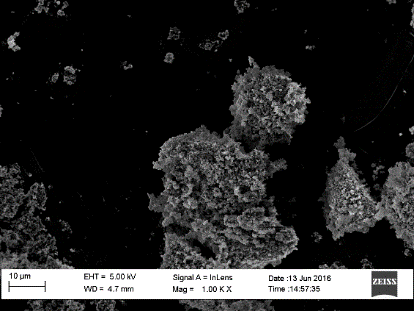 10 µm
EHT = 5.00 kV
Signal A = InLens
Date :13 Jun 2016
WD = 4.7 mm
Mag = 1.00 K X
Time :14:57:35
ZEISS